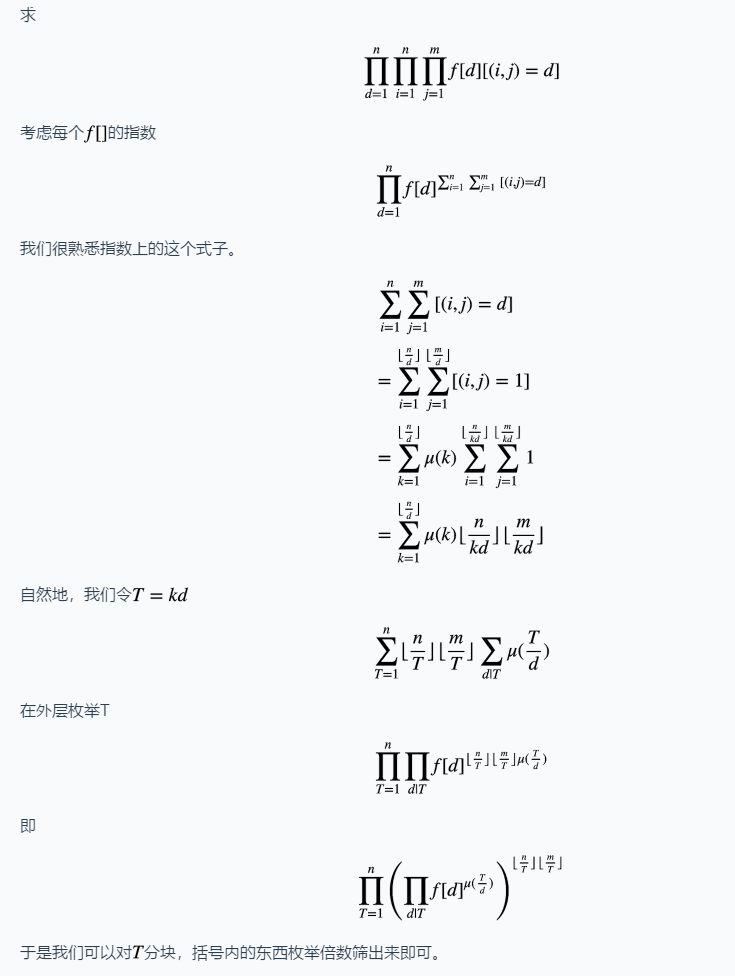 求
$$\prod_{d=1}^{n}\prod_{i=1}^{n}\prod_{j=1}^{m}f[d][(i,j)=d]$$
考虑每个$f[]$的指数
$$\prod_{d=1}^{n}f[d]^{\sum_{i=1}^{n}\sum_{j=1}^{m}[(i,j)=d]}$$
我们很熟悉指数上的这个式子。
$$\sum_{i=1}^{n}\sum_{j=1}^{m}[(i,j)=d]$$
$$=\sum_{i=1}^{\lfloor\frac{n}{d}\rfloor}\sum_{j=1}^{\lfloor\frac{m}{d}\rfloor}[(i,j)=1]$$
$$=\sum_{k=1}^{\lfloor\frac{n}{d}\rfloor}\mu(k)\sum_{i=1}^{\lfloor\frac{n}{kd}\rfloor}\sum_{j=1}^{\lfloor\frac{m}{kd}\rfloor}1$$
$$=\sum_{k=1}^{\lfloor\frac{n}{d}\rfloor}\mu(k)\lfloor\frac{n}{kd}\rfloor\lfloor\frac{m}{kd}\rfloor$$
自然地，我们令$T=kd$
$$\sum_{T=1}^{n}\lfloor\frac{n}{T}\rfloor\lfloor\frac{m}{T}\rfloor\sum_{d|T}\mu(\frac{T}{d})$$
在外层枚举T
$$\prod_{T=1}^{n}\prod_{d|T}f[d]^{\lfloor\frac{n}{T}\rfloor\lfloor\frac{m}{T}\rfloor\mu(\frac{T}{d})}$$
即
$$\prod_{T=1}^{n}\left(\prod_{d|T}f[d]^{\mu(\frac{T}{d})}\right)^{\lfloor\frac{n}{T}\rfloor\lfloor\frac{m}{T}\rfloor}$$
于是我们可以对$T$分块，括号内的东西枚举倍数筛出来即可。